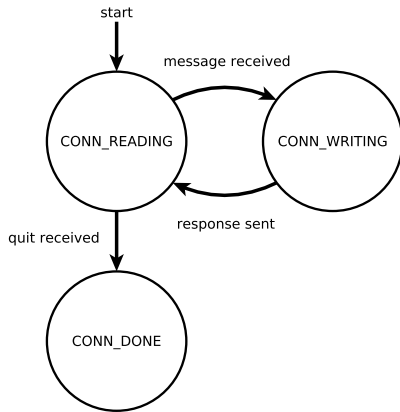 start
message received
CONN_READING
CONN_WRITING
response sent
quit received
CONN_DONE